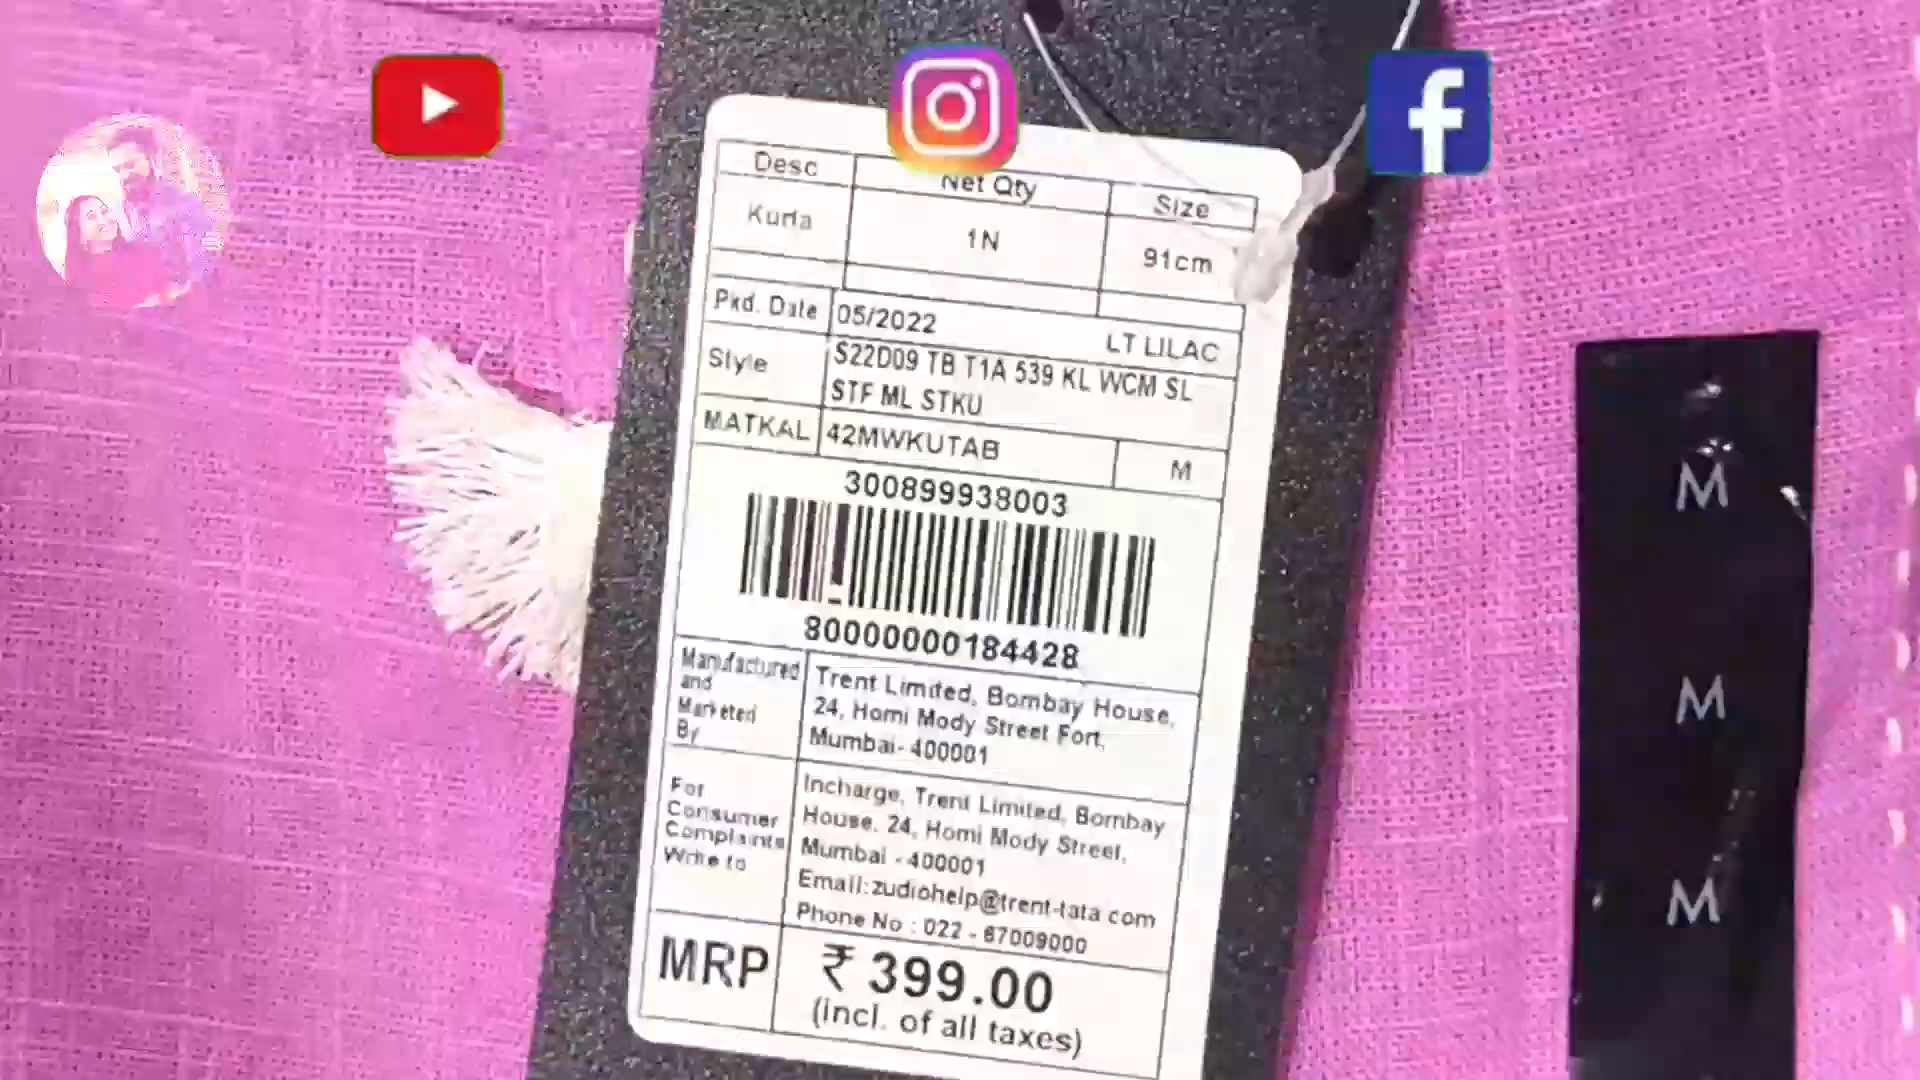 Desc Net Qty Size
Kurta 1N 91cm
Pkd. Date 05/2022 LT LILAC
Style S22D09 TB T1A 539 KL WCM SL
STF ML STKU
MATKAL 42MWKUTAB M
300899938003
80000000184428
Manufactured
and
Marketed
By
Trent Limited, Bombay House,
24, Homi Mody Street Fort,
Mumbai- 400001
For
Consumer
Complaints
Write to
Incharge, Trent Limited, Bombay
House, 24, Homi Mody Street,
Mumbai - 400001
Email:zudiohelp@trent-tata.com
Phone No : 022 - 67009000
MRP ₹ 399.00
(incl. of all taxes)
M
M
M